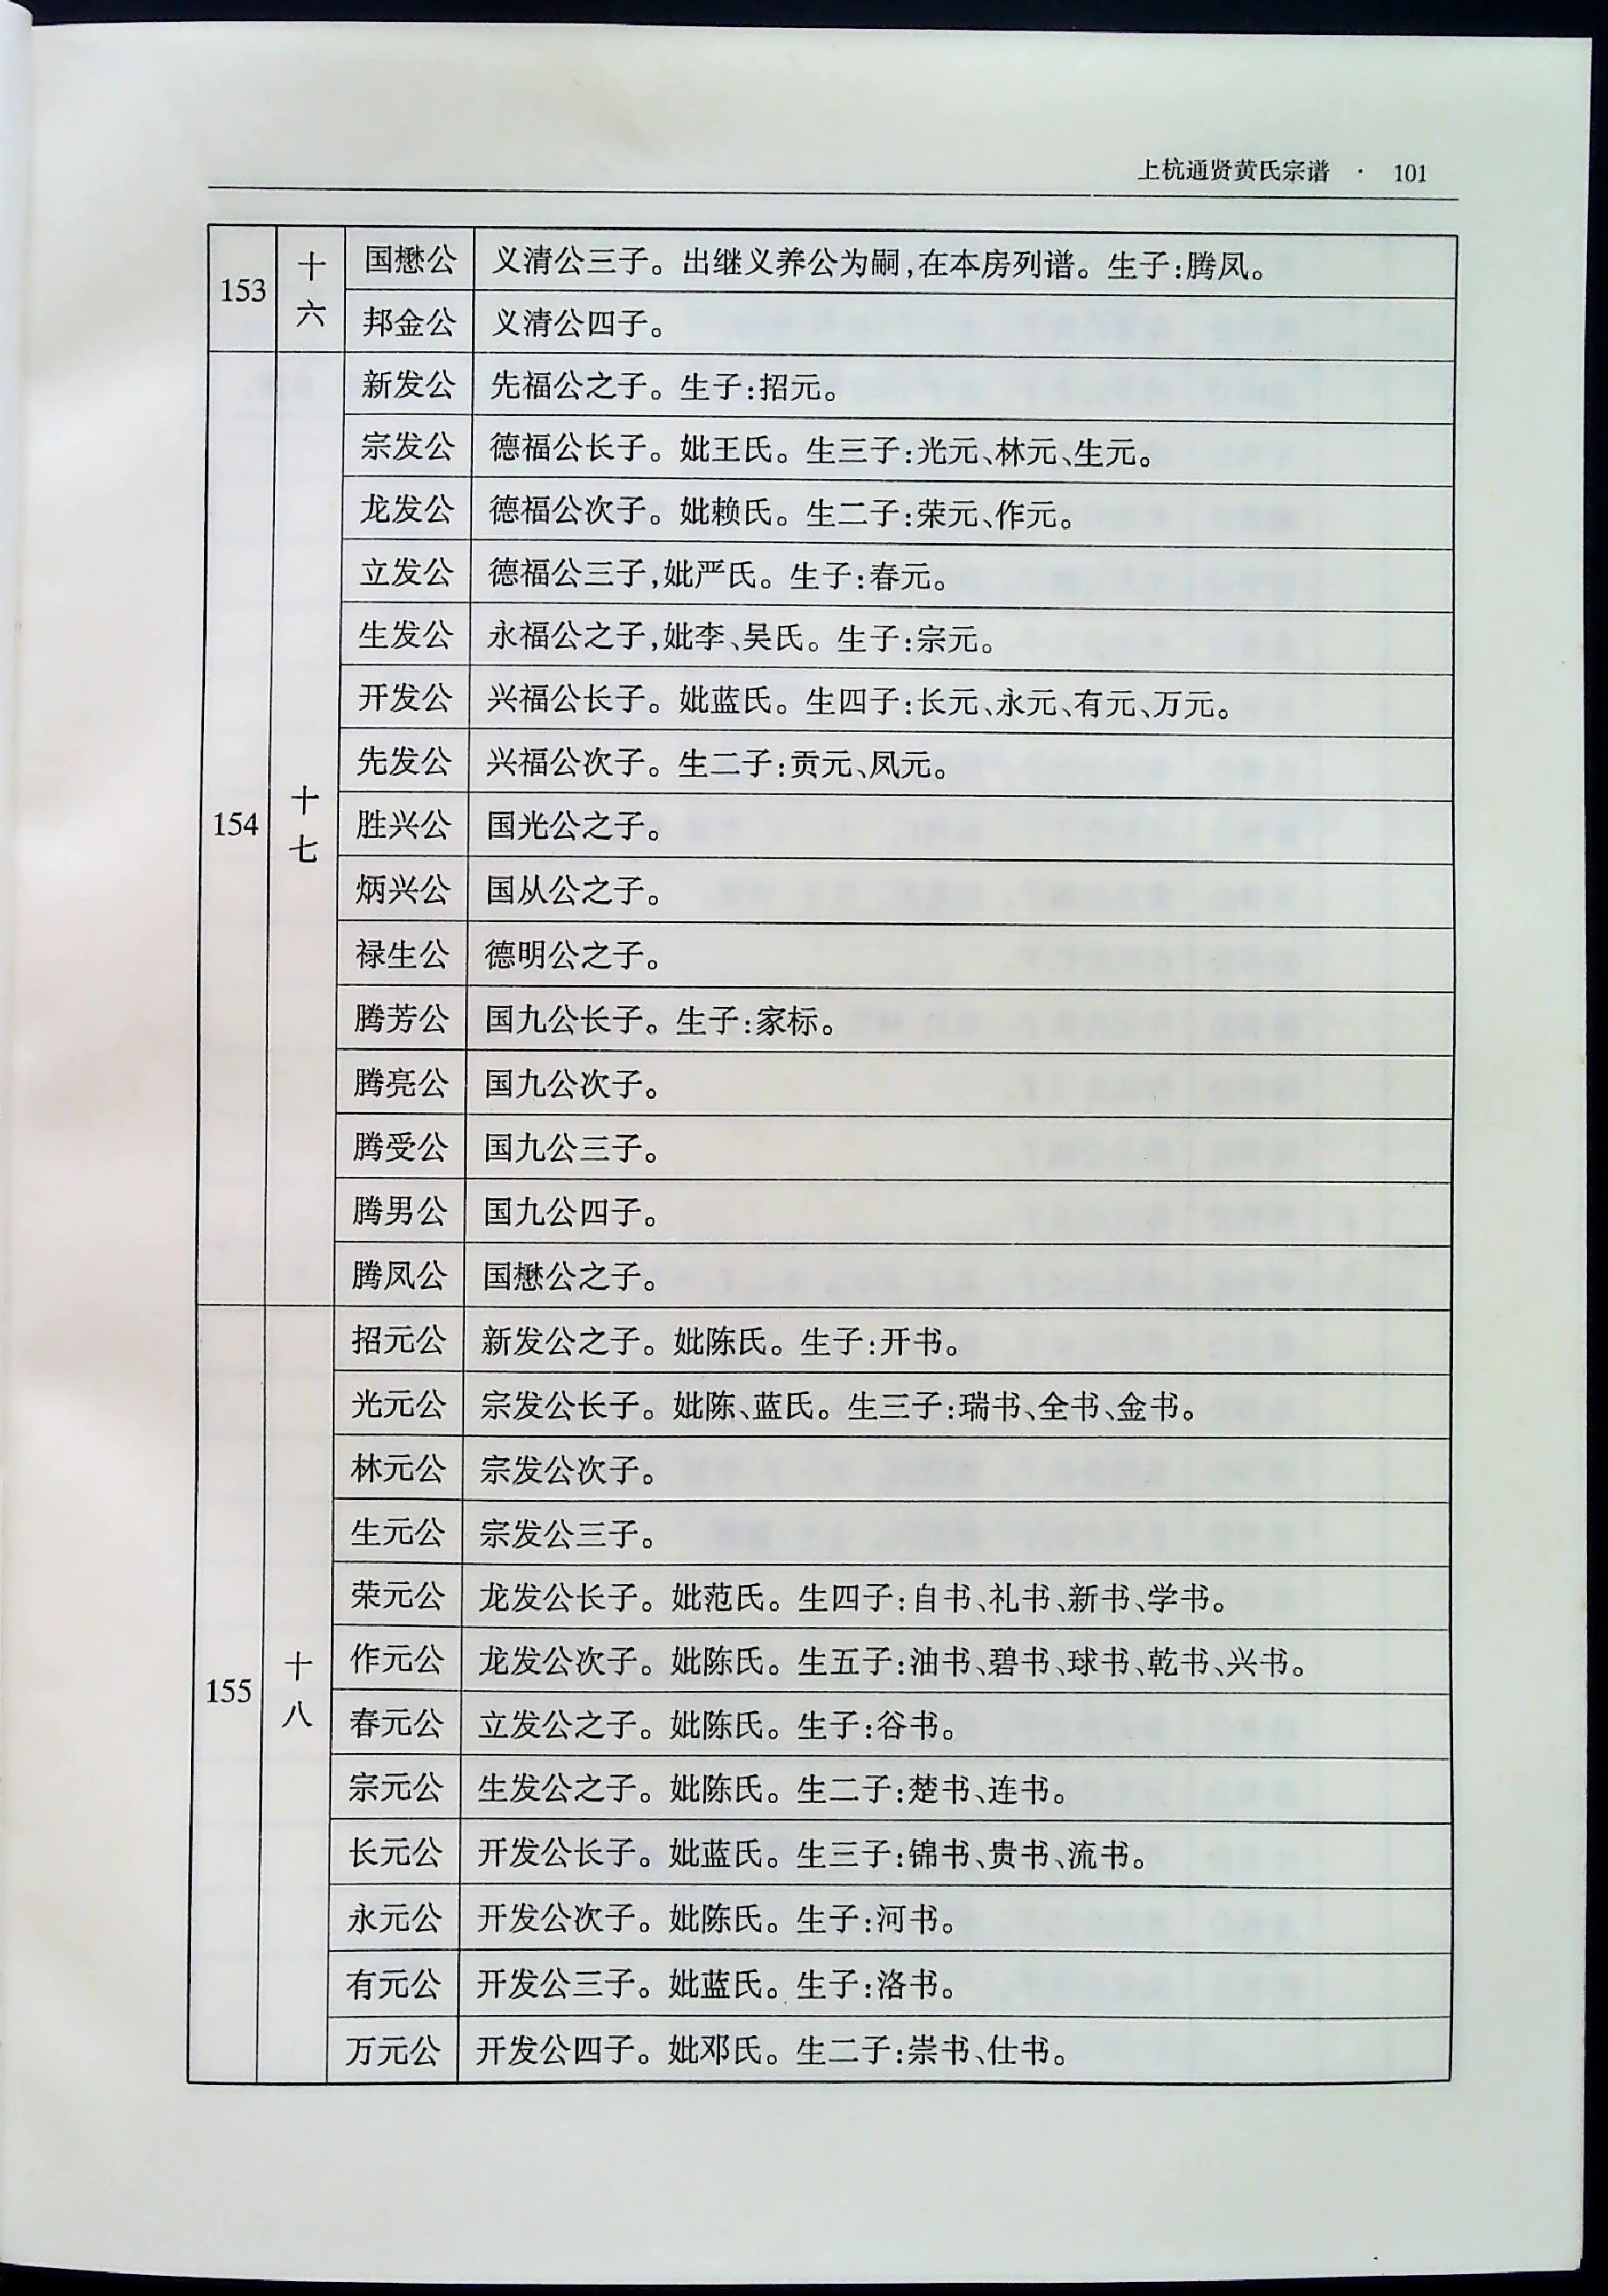 上杭通贤黄氏宗谱 · 101
153 十六 国懋公 义清公三子。出继义养公为嗣,在本房列谱。生子:腾凤。
邦金公 义清公四子。
154 十七 新发公 先福公之子。生子:招元。
宗发公 德福公长子。妣王氏。生三子:光元、林元、生元。
龙发公 德福公次子。妣赖氏。生二子:荣元、作元。
立发公 德福公三子,妣严氏。生子:春元。
生发公 永福公之子,妣李、吴氏。生子:宗元。
开发公 兴福公长子。妣蓝氏。生四子:长元、永元、有元、万元。
先发公 兴福公次子。生二子:贡元、凤元。
胜兴公 国光公之子。
炳兴公 国从公之子。
禄生公 德明公之子。
腾芳公 国九公长子。生子:家标。
腾亮公 国九公次子。
腾受公 国九公三子。
腾男公 国九公四子。
腾凤公 国懋公之子。
155 十八 招元公 新发公之子。妣陈氏。生子:开书。
光元公 宗发公长子。妣陈、蓝氏。生三子:瑞书、全书、金书。
林元公 宗发公次子。
生元公 宗发公三子。
荣元公 龙发公长子。妣范氏。生四子:自书、礼书、新书、学书。
作元公 龙发公次子。妣陈氏。生五子:油书、碧书、球书、乾书、兴书。
春元公 立发公之子。妣陈氏。生子:谷书。
宗元公 生发公之子。妣陈氏。生二子:楚书、连书。
长元公 开发公长子。妣蓝氏。生三子:锦书、贵书、流书。
永元公 开发公次子。妣陈氏。生子:河书。
有元公 开发公三子。妣蓝氏。生子:洛书。
万元公 开发公四子。妣邓氏。生二子:崇书、仕书。